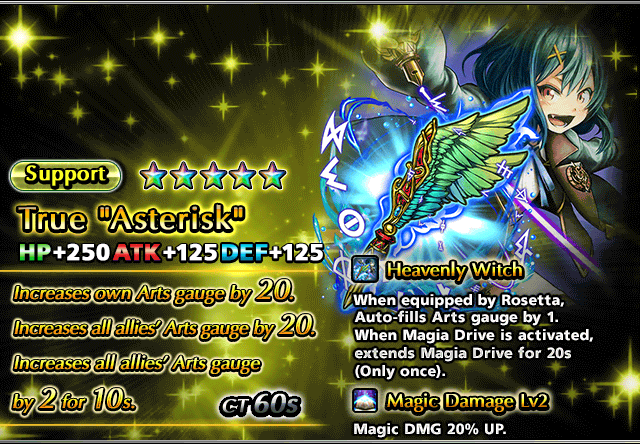 Support
True "Asterisk"
HP+250 ATK+125 DEF+125
Increases own Arts gauge by 20.
Increases all allies' Arts gauge by 20.
Increases all allies' Arts gauge
by 2 for 10s.
CT 60s
Heavenly Witch
When equipped by Rosetta,
Auto-fills Arts gauge by 1.
When Magia Drive is activated,
extends Magia Drive for 20s
(Only once).
Magic Damage Lv2
Magic DMG 20% UP.